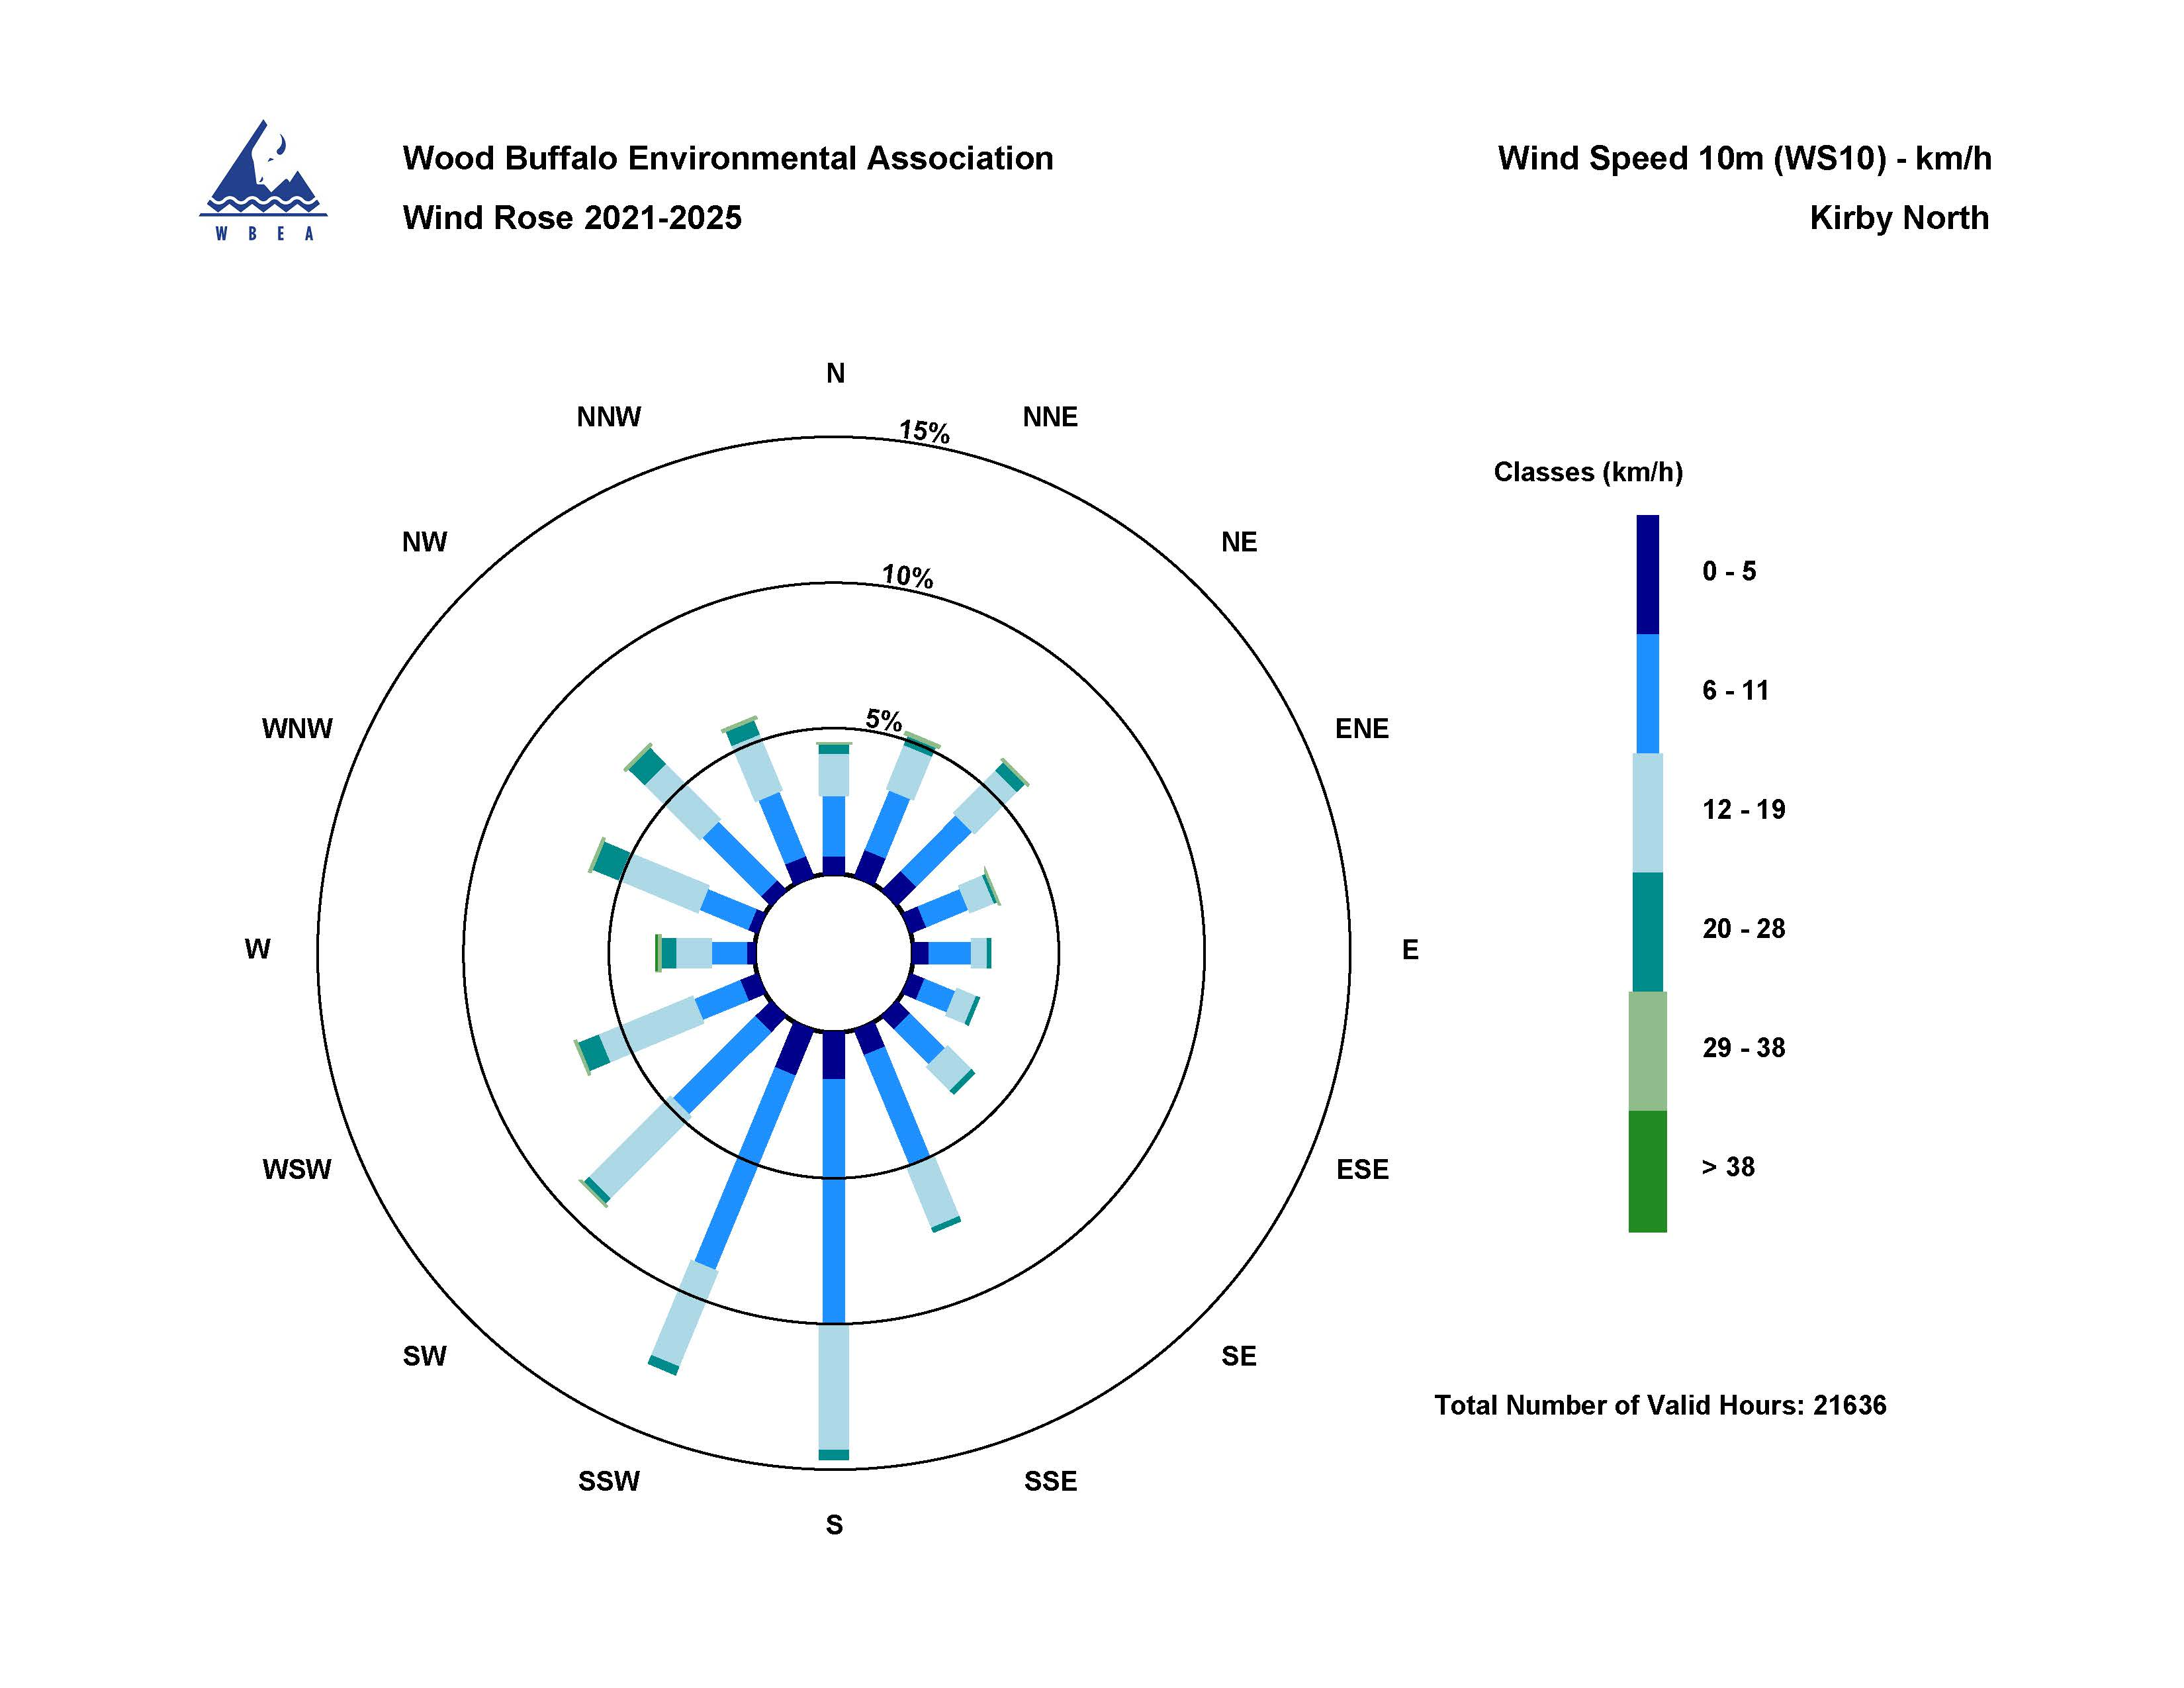 Wood Buffalo Environmental Association
Wind Speed 10m (WS10) - km/h
Wind Rose 2021-2025
Kirby North
W B E A
N
NNW
NNE
15%
Classes (km/h)
NW
NE
0 - 5
10%
6 - 11
5%
WNW
ENE
12 - 19
20 - 28
W
E
29 - 38
WSW
ESE
> 38
SW
SE
Total Number of Valid Hours: 21636
SSW
SSE
S